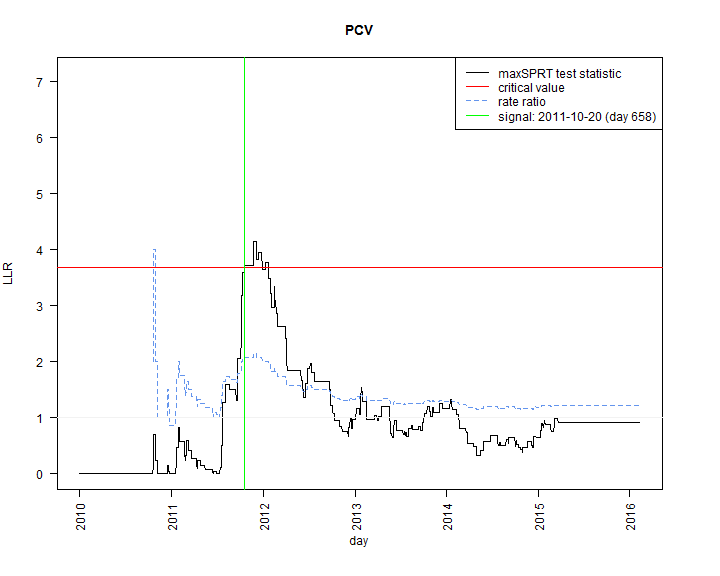 PCV
maxSPRT test statistic
critical value
rate ratio
signal: 2011-10-20 (day 658)
LLR
7
6
5
4
3
2
1
0
2010
2011
2012
2013
2014
2015
2016
day